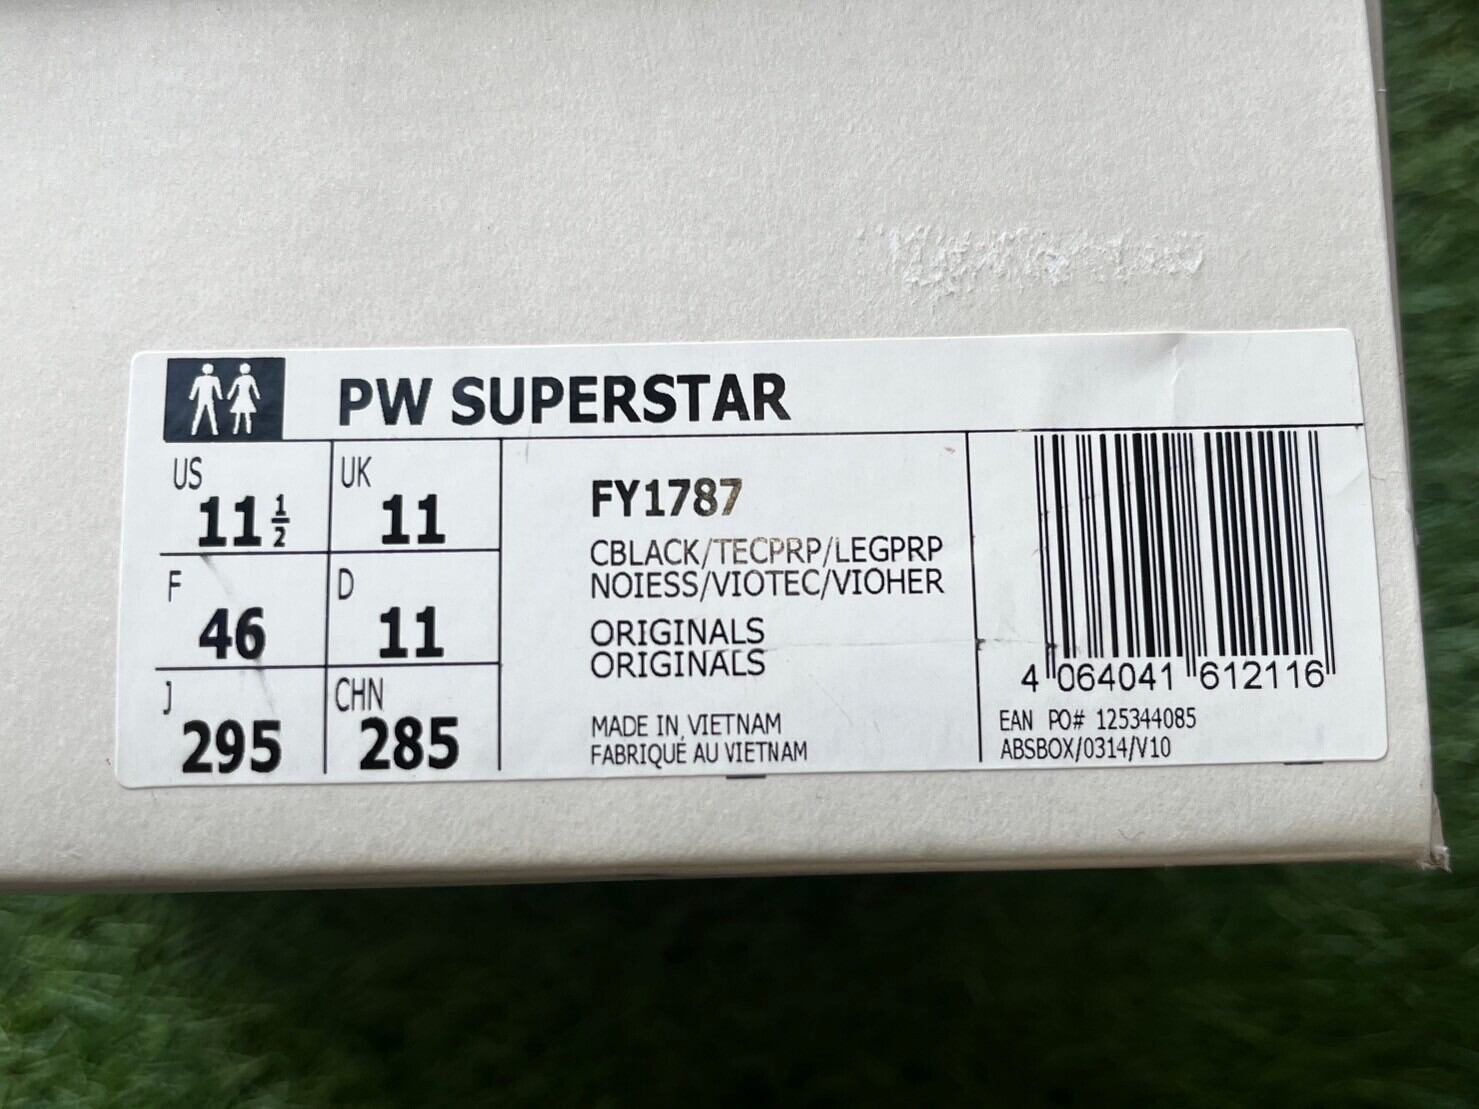 PW SUPERSTAR
US UK
11½ 11
F D
46 11
J CHN
295 285
FY1787
CBLACK/TECPRP/LEGPRP
NOIESS/VIOTEC/VIOHER
ORIGINALS
ORIGINALS
MADE IN VIETNAM
FABRIQUÉ AU VIETNAM
4 064041 612116
EAN PO# 125344085
ABSBOX/0314/V10